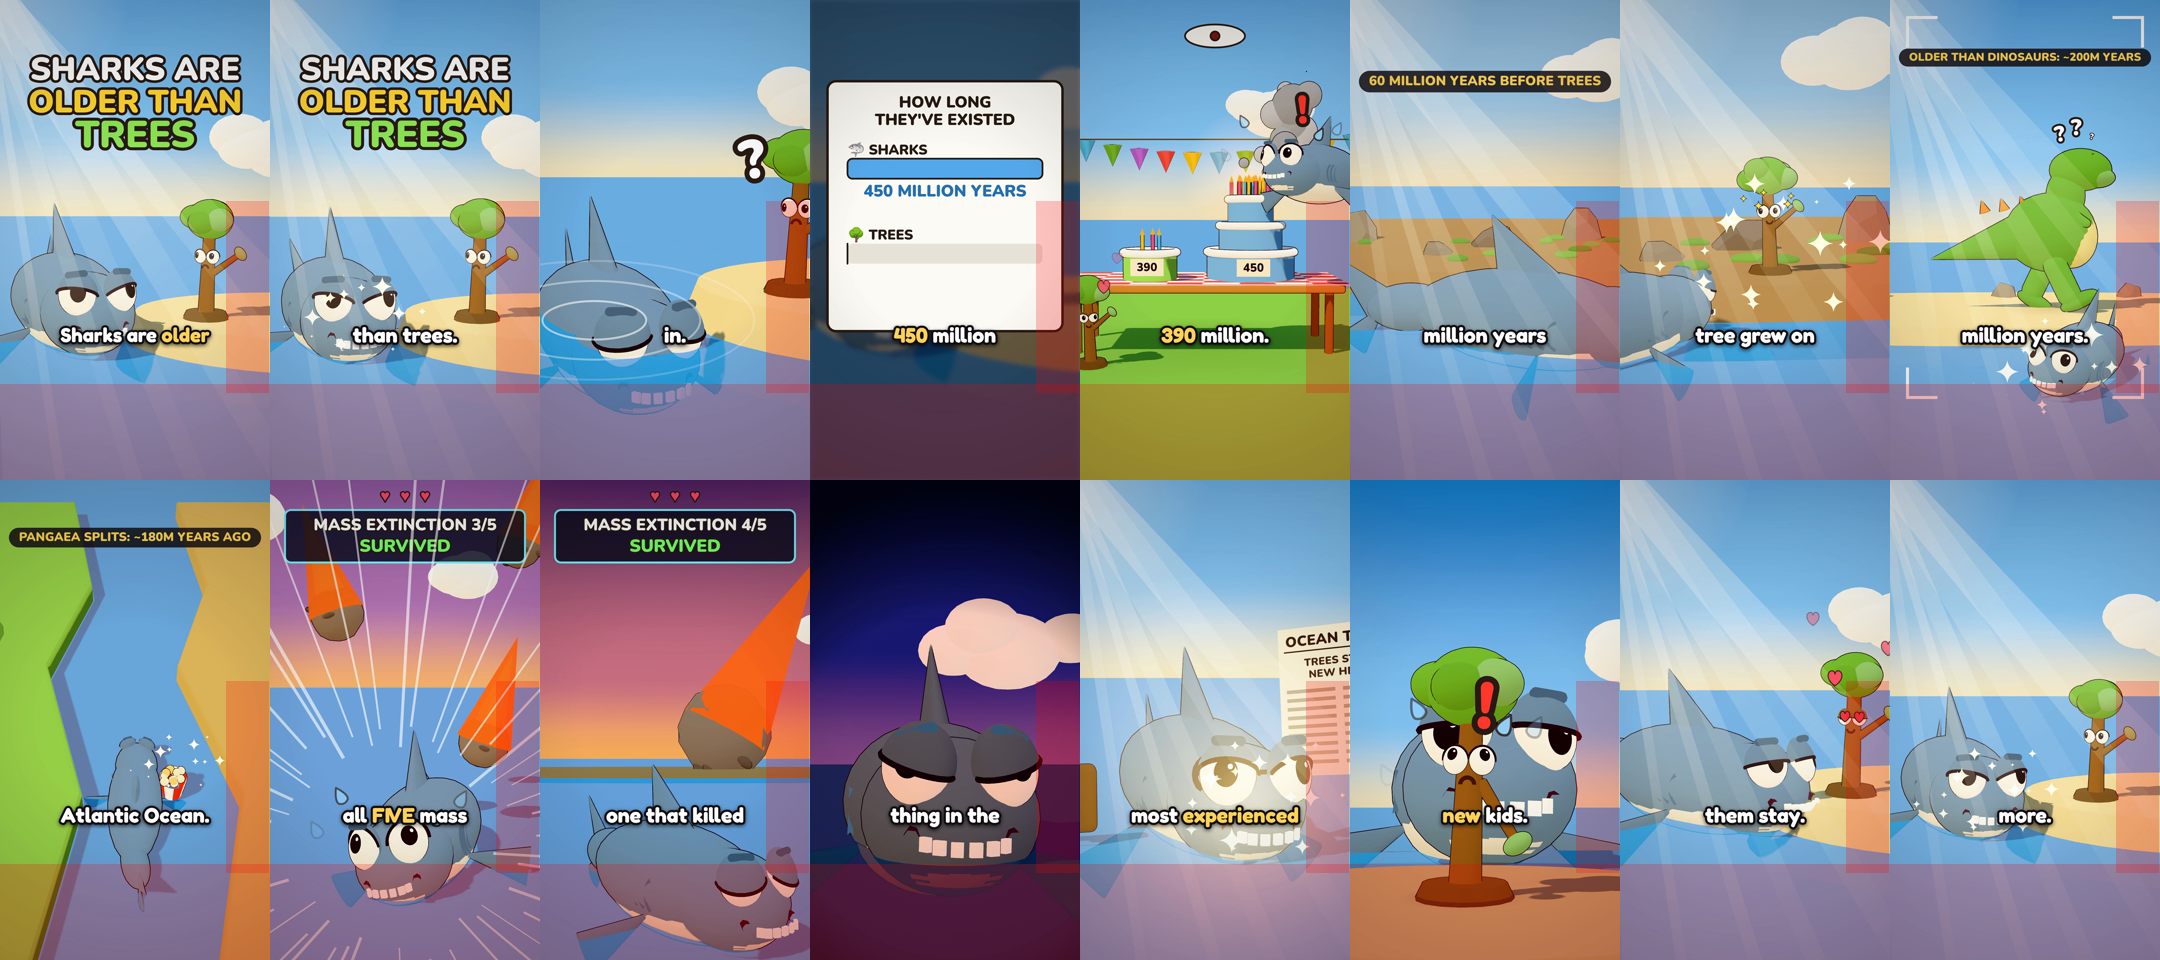 SHARKS ARE
OLDER THAN
TREES
Sharks are older
SHARKS ARE
OLDER THAN
TREES
than trees.
?
in.
HOW LONG
THEY'VE EXISTED
SHARKS
450 MILLION YEARS
TREES
450 million
!
390
450
390 million.
60 MILLION YEARS BEFORE TREES
million years
tree grew on
OLDER THAN DINOSAURS: ~200M YEARS
? ? ?
million years.
PANGAEA SPLITS: ~180M YEARS AGO
Atlantic Ocean.
MASS EXTINCTION 3/5
SURVIVED
all FIVE mass
MASS EXTINCTION 4/5
SURVIVED
one that killed
thing in the
OCEAN T
TREES S
NEW H
most experienced
!
new kids.
them stay.
more.